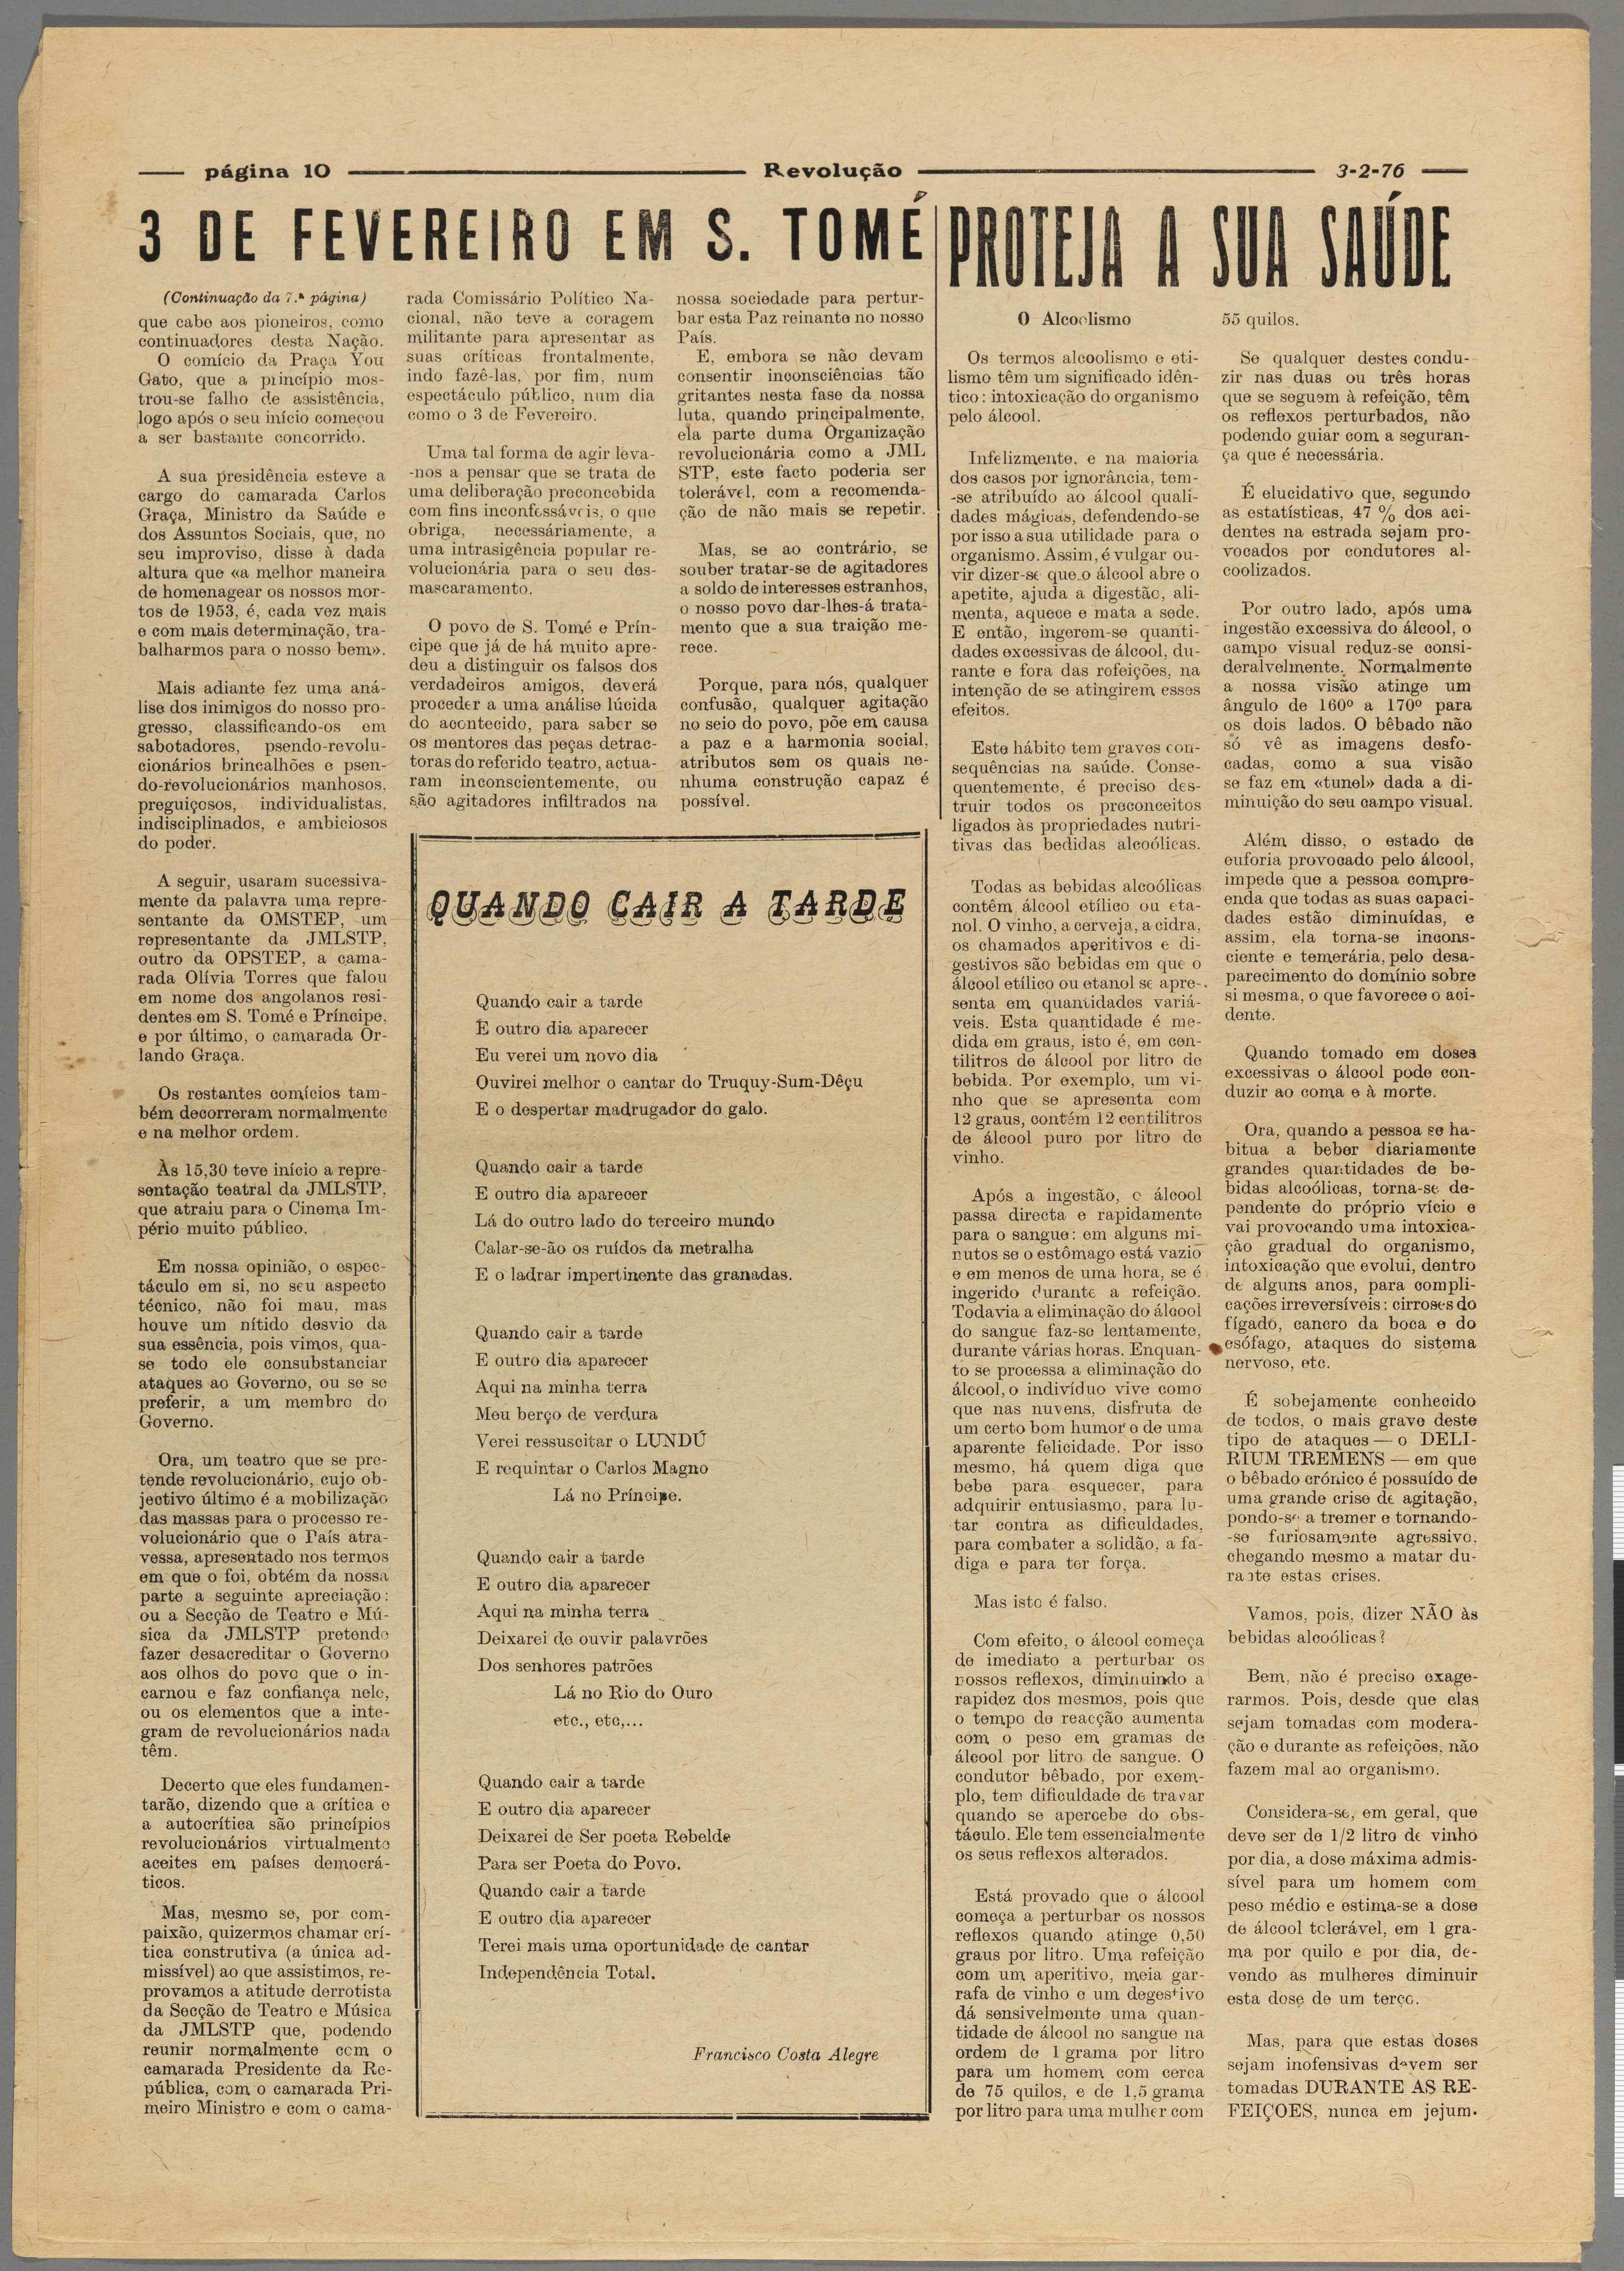 página 10
Revolução
3-2-76
3 DE FEVEREIRO EM S. TOMÉ
(Continuação da 7.ª página)
que cabe aos pioneiros, como
continuadores desta Nação.
O comício da Praça You
Gato, que a princípio mos-
trou-se falho de assistência,
logo após o seu início começou
a ser bastante concorrido.
A sua presidência esteve a
cargo do camarada Carlos
Graça, Ministro da Saúde e
dos Assuntos Sociais, que, no
seu improviso, disse à dada
altura que «a melhor maneira
de homenagear os nossos mor-
tos de 1953, é, cada vez mais
e com mais determinação, tra-
balharmos para o nosso bem».
Mais adiante fez uma aná-
lise dos inimigos do nosso pro-
gresso, classificando-os em
sabotadores, psendo-revolu-
cionários brincalhões e psen-
do-revolucionários manhosos,
preguiçosos, individualistas,
indisciplinados, e ambiciosos
do poder.
A seguir, usaram sucessiva-
mente da palavra uma repre-
sentante da OMSTEP, um
representante da JMLSTP,
outro da OPSTEP, a cama-
rada Olívia Torres que falou
em nome dos angolanos resi-
dentes em S. Tomé e Príncipe,
e por último, o camarada Or-
lando Graça.
Os restantes comícios tam-
bém decorreram normalmente
e na melhor ordem.
Às 15,30 teve início a repre-
sentação teatral da JMLSTP,
que atraiu para o Cinema Im-
pério muito público.
Em nossa opinião, o espec-
táculo em si, no seu aspecto
técnico, não foi mau, mas
houve um nítido desvio da
sua essência, pois vimos, qua-
se todo ele consubstanciar
ataques ao Governo, ou se se
preferir, a um membro do
Governo.
Ora, um teatro que se pre-
tende revolucionário, cujo ob-
jectivo último é a mobilização
das massas para o processo re-
volucionário que o País atra-
vessa, apresentado nos termos
em que o foi, obtém da nossa
parte a seguinte apreciação:
ou a Secção de Teatro e Mú-
sica da JMLSTP pretende
fazer desacreditar o Governo
aos olhos do povo que o in-
carnou e faz confiança nele,
ou os elementos que a inte-
gram de revolucionários nada
têm.
Decerto que eles fundamen-
tarão, dizendo que a crítica e
a autocrítica são princípios
revolucionários virtualmente
aceites em países democrá-
ticos.
Mas, mesmo se, por com-
paixão, quizermos chamar crí-
tica construtiva (a única ad-
missível) ao que assistimos, re-
provamos a atitude derrotista
da Secção de Teatro e Música
da JMLSTP que, podendo
reunir normalmente com o
camarada Presidente da Re-
pública, com o camarada Pri-
meiro Ministro e com o cama-
rada Comissário Político Na-
cional, não teve a coragem
militante para apresentar as
suas críticas frontalmente,
indo fazê-las, por fim, num
espectáculo público, num dia
como o 3 de Fevereiro.
Uma tal forma de agir leva-
-nos a pensar que se trata de
uma deliberação preconcebida
com fins inconfessáveis, o que
obriga, necessáriamente, a
uma intrasigência popular re-
volucionária para o seu des-
mascaramento.
O povo de S. Tomé e Prín-
cipe que já de há muito apre-
deu a distinguir os falsos dos
verdadeiros amigos, deverá
proceder a uma análise lúcida
do acontecido, para saber se
os mentores das peças detrac-
toras do referido teatro, actua-
ram inconscientemente, ou
são agitadores infiltrados na
nossa sociedade para pertur-
bar esta Paz reinante no nosso
País.
E, embora se não devam
consentir inconsciências tão
gritantes nesta fase da nossa
luta, quando principalmente,
ela parte duma Organização
revolucionária como a JML
STP, este facto poderia ser
tolerável, com a recomenda-
ção de não mais se repetir.
Mas, se ao contrário, se
souber tratar-se de agitadores
a soldo de interesses estranhos,
o nosso povo dar-lhes-á trata-
mento que a sua traição me-
rece.
Porque, para nós, qualquer
confusão, qualquer agitação
no seio do povo, põe em causa
a paz e a harmonia social,
atributos sem os quais ne-
nhuma construção capaz é
possível.
QUANDO CAIR A TARDE
Quando cair a tarde
E outro dia aparecer
Eu verei um novo dia
Ouvirei melhor o cantar do Truquy-Sum-Dêçu
E o despertar madrugador do galo.
Quando cair a tarde
E outro dia aparecer
Lá do outro lado do terceiro mundo
Calar-se-ão os ruídos da metralha
E o ladrar impertinente das granadas.
Quando cair a tarde
E outro dia aparecer
Aqui na minha terra
Meu berço de verdura
Verei ressuscitar o LUNDÚ
E requintar o Carlos Magno
Lá no Príncipe.
Quando cair a tarde
E outro dia aparecer
Aqui na minha terra
Deixarei de ouvir palavrões
Dos senhores patrões
Lá no Rio do Ouro
etc., etc,...
Quando cair a tarde
E outro dia aparecer
Deixarei de Ser poeta Rebelde
Para ser Poeta do Povo.
Quando cair a tarde
E outro dia aparecer
Terei mais uma oportunidade de cantar
Independência Total.
Francisco Costa Alegre
PROTEJA A SUA SAÚDE
O Alcoolismo
Os termos alcoolismo e eti-
lismo têm um significado idên-
tico: intoxicação do organismo
pelo álcool.
Infelizmente, e na maioria
dos casos por ignorância, tem-
-se atribuído ao álcool quali-
dades mágicas, defendendo-se
por isso a sua utilidade para o
organismo. Assim, é vulgar ou-
vir dizer-se que o álcool abre o
apetite, ajuda a digestão, ali-
menta, aquece e mata a sede.
E então, ingerem-se quanti-
dades excessivas de álcool, du-
rante e fora das refeições, na
intenção de se atingirem esses
efeitos.
Este hábito tem graves con-
sequências na saúde. Conse-
quentemente, é preciso des-
truir todos os preconceitos
ligados às propriedades nutri-
tivas das bedidas alcoólicas.
Todas as bebidas alcoólicas
contêm álcool etílico ou eta-
nol. O vinho, a cerveja, a cidra,
os chamados aperitivos e di-
gestivos são bebidas em que o
álcool etílico ou etanol se apre-
senta em quantidades variá-
veis. Esta quantidade é me-
dida em graus, isto é, em cen-
tilitros de álcool por litro de
bebida. Por exemplo, um vi-
nho que se apresenta com
12 graus, contém 12 centilitros
de álcool puro por litro de
vinho.
Após a ingestão, o álcool
passa directa e rapidamente
para o sangue: em alguns mi-
nutos se o estômago está vazio
e em menos de uma hora, se é
ingerido durante a refeição.
Todavia a eliminação do álcool
do sangue faz-se lentamente,
durante várias horas. Enquan-
to se processa a eliminação do
álcool, o indivíduo vive como
que nas nuvens, disfruta de
um certo bom humor e de uma
aparente felicidade. Por isso
mesmo, há quem diga que
bebe para esquecer, para
adquirir entusiasmo, para lu-
tar contra as dificuldades,
para combater a solidão, a fa-
diga e para ter força.
Mas isto é falso.
Com efeito, o álcool começa
de imediato a perturbar os
nossos reflexos, diminuindo a
rapidez dos mesmos, pois que
o tempo de reacção aumenta
com o peso em gramas de
álcool por litro de sangue. O
condutor bêbado, por exem-
plo, tem dificuldade de travar
quando se apercebe do obs-
táculo. Ele tem essencialmente
os seus reflexos alterados.
Está provado que o álcool
começa a perturbar os nossos
reflexos quando atinge 0,50
graus por litro. Uma refeição
com um aperitivo, meia gar-
rafa de vinho e um degestivo
dá sensivelmente uma quan-
tidade de álcool no sangue na
ordem de 1 grama por litro
para um homem com cerca
de 75 quilos, e de 1,5 grama
por litro para uma mulher com
55 quilos.
Se qualquer destes condu-
zir nas duas ou três horas
que se seguem à refeição, têm
os reflexos perturbados, não
podendo guiar com a seguran-
ça que é necessária.
É elucidativo que, segundo
as estatísticas, 47 % dos aci-
dentes na estrada sejam pro-
vocados por condutores al-
coolizados.
Por outro lado, após uma
ingestão excessiva do álcool, o
campo visual reduz-se consi-
deralvelmente. Normalmente
a nossa visão atinge um
ângulo de 160º a 170º para
os dois lados. O bêbado não
só vê as imagens desfo-
cadas, como a sua visão
se faz em «tunel» dada a di-
minuição do seu campo visual.
Além disso, o estado de
euforia provocado pelo álcool,
impede que a pessoa compre-
enda que todas as suas capaci-
dades estão diminuídas, e
assim, ela torna-se incons-
ciente e temerária, pelo desa-
parecimento do domínio sobre
si mesma, o que favorece o aci-
dente.
Quando tomado em doses
excessivas o álcool pode con-
duzir ao coma e à morte.
Ora, quando a pessoa se ha-
bitua a beber diariamente
grandes quantidades de be-
bidas alcoólicas, torna-se de-
pendente do próprio vício e
vai provocando uma intoxica-
ção gradual do organismo,
intoxicação que evolui, dentro
de alguns anos, para compli-
cações irreversíveis: cirroses do
fígado, cancro da boca e do
esófago, ataques do sistema
nervoso, etc.
É sobejamente conhecido
de todos, o mais grave deste
tipo de ataques — o DELI-
RIUM TREMENS — em que
o bêbado crónico é possuído de
uma grande crise de agitação,
pondo-se a tremer e tornando-
-se furiosamente agressivo,
chegando mesmo a matar du-
rante estas crises.
Vamos, pois, dizer NÃO às
bebidas alcoólicas?
Bem, não é preciso exage-
rarmos. Pois, desde que elas
sejam tomadas com modera-
ção e durante as refeições, não
fazem mal ao organismo.
Considera-se, em geral, que
deve ser de 1/2 litro de vinho
por dia, a dose máxima admis-
sível para um homem com
peso médio e estima-se a dose
de álcool tolerável, em 1 gra-
ma por quilo e por dia, de-
vendo as mulheres diminuir
esta dose de um terço.
Mas, para que estas doses
sejam inofensivas devem ser
tomadas DURANTE AS RE-
FEIÇOES, nunca em jejum.